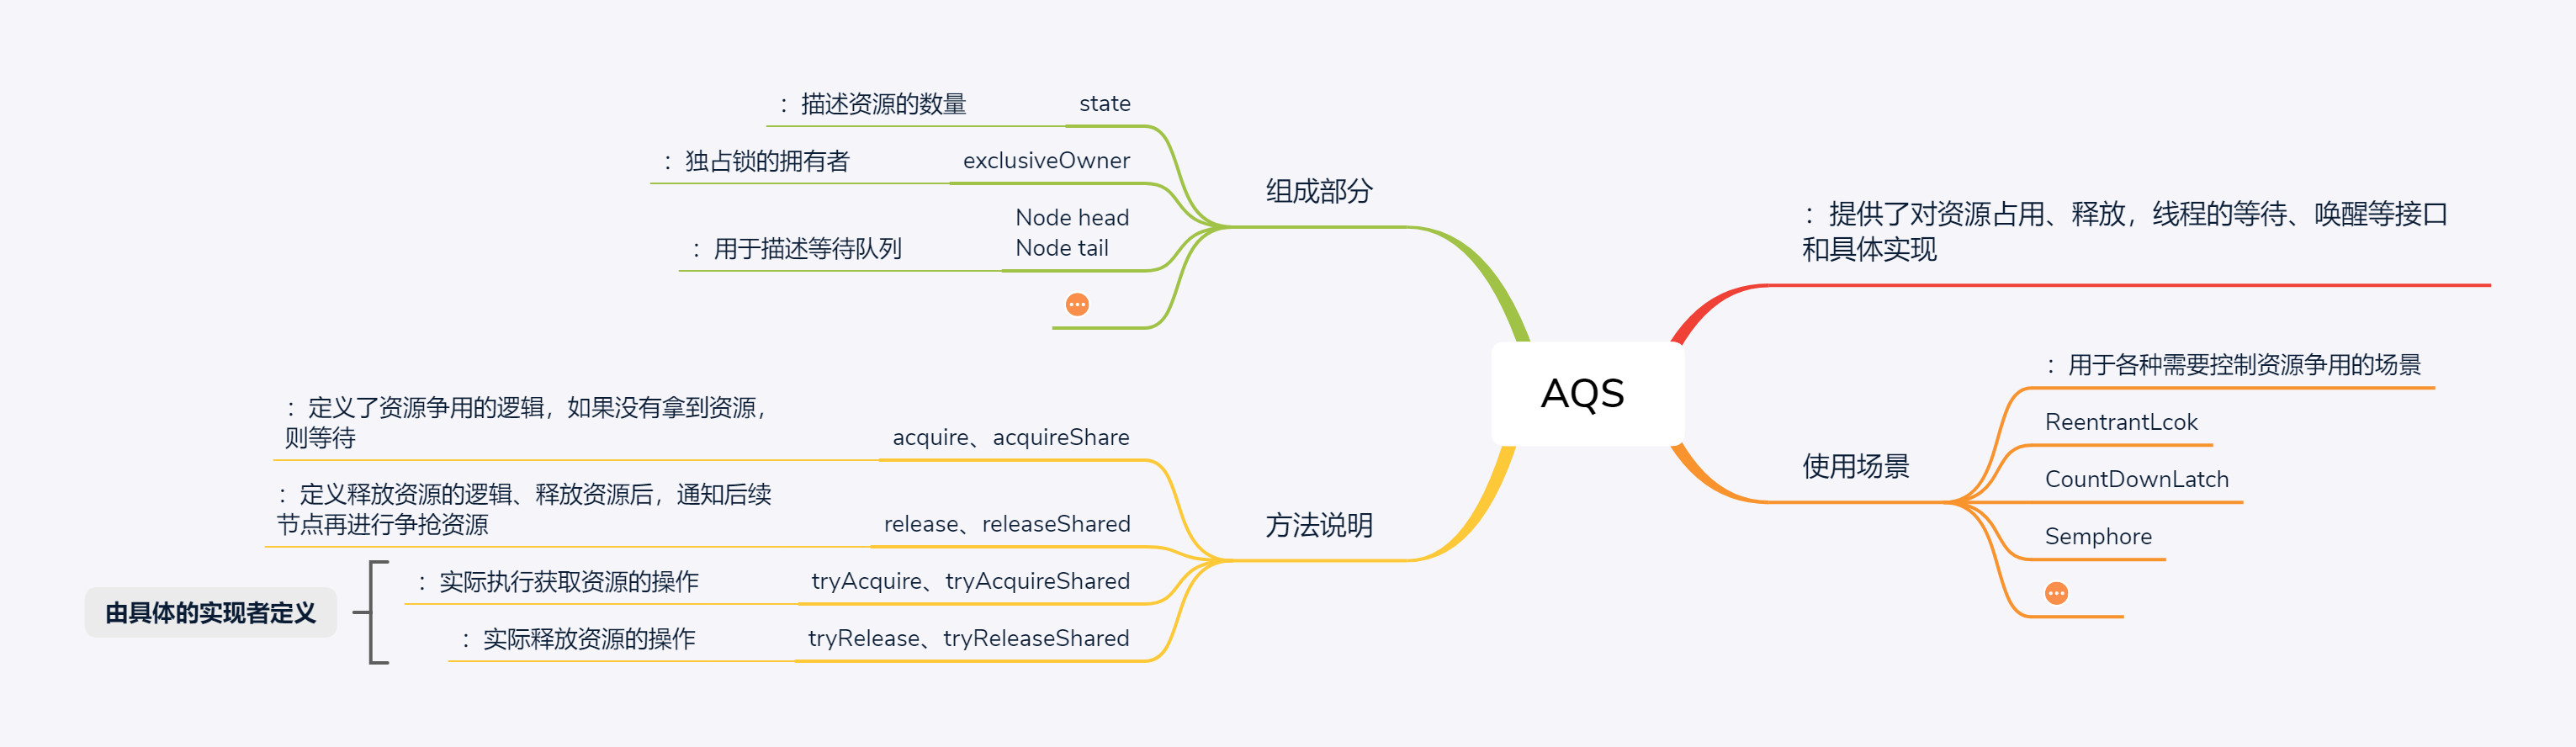 AQS
：提供了对资源占用、释放，线程的等待、唤醒等接口
和具体实现
使用场景
：用于各种需要控制资源争用的场景
ReentrantLcok
CountDownLatch
Semphore
组成部分
state
：描述资源的数量
exclusiveOwner
：独占锁的拥有者
Node head
Node tail
：用于描述等待队列
方法说明
acquire、acquireShare
：定义了资源争用的逻辑，如果没有拿到资源，
则等待
release、releaseShared
：定义释放资源的逻辑、释放资源后，通知后续
节点再进行争抢资源
tryAcquire、tryAcquireShared
：实际执行获取资源的操作
tryRelease、tryReleaseShared
：实际释放资源的操作
由具体的实现者定义